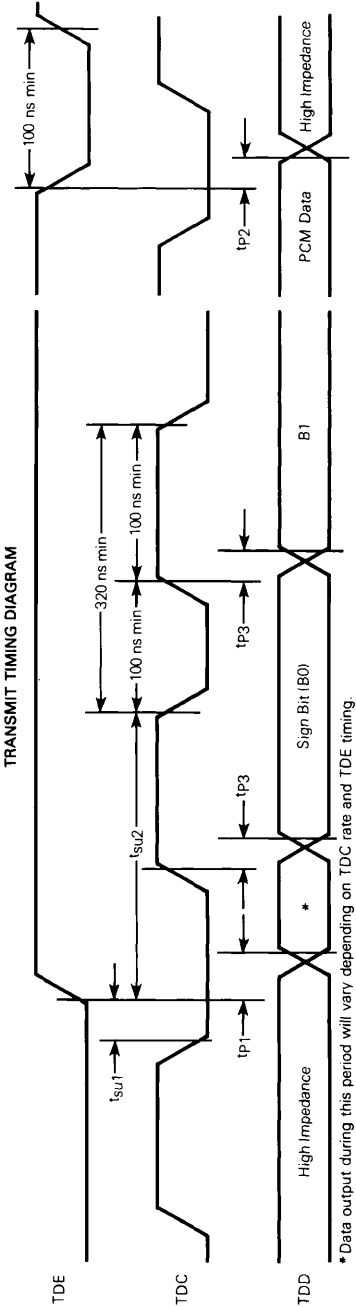 TRANSMIT TIMING DIAGRAM
TDE
100 ns min
tsu1
tsu2
320 ns min
100 ns min
100 ns min
TDC
tP1
tP3
tP3
tP2
TDD
High Impedance
*
Sign Bit (B0)
B1
PCM Data
High Impedance
* Data output during this period will vary depending on TDC rate and TDE timing.